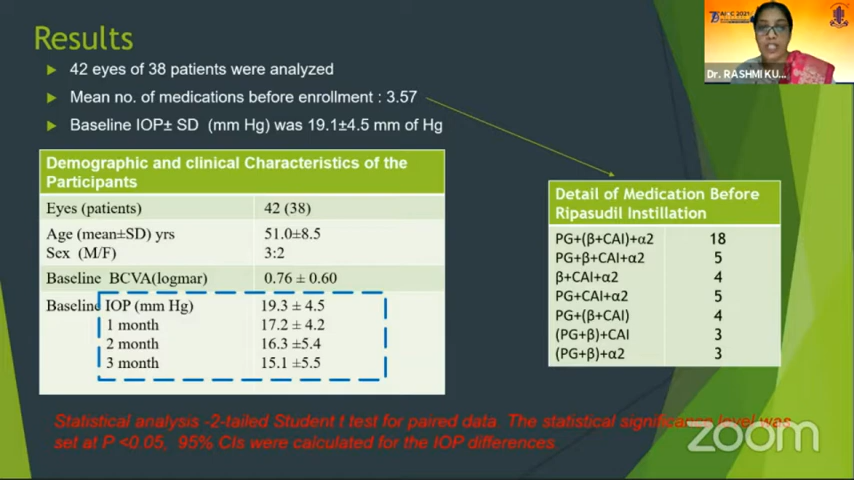 Results
42 eyes of 38 patients were analyzed
Mean no. of medications before enrollment : 3.57
Baseline IOP± SD (mm Hg) was 19.1±4.5 mm of Hg
Demographic and clinical Characteristics of the
Participants
Eyes (patients) 42 (38)
Age (mean±SD) yrs 51.0±8.5
Sex (M/F) 3:2
Baseline BCVA(logmar) 0.76 ± 0.60
Baseline IOP (mm Hg) 19.3 ± 4.5
1 month 17.2 ± 4.2
2 month 16.3 ±5.4
3 month 15.1 ±5.5
Detail of Medication Before
Ripasudil Instillation
PG+(β+CAI)+α2 18
PG+β+CAI+α2 5
β+CAI+α2 4
PG+CAI+α2 5
PG+(β+CAI) 4
(PG+β)+CAI 3
(PG+β)+α2 3
Statistical analysis -2-tailed Student t test for paired data. The statistical significance level was
set at P <0.05, 95% CIs were calculated for the IOP differences
zoom
2021
Dr. RASHMI KU...